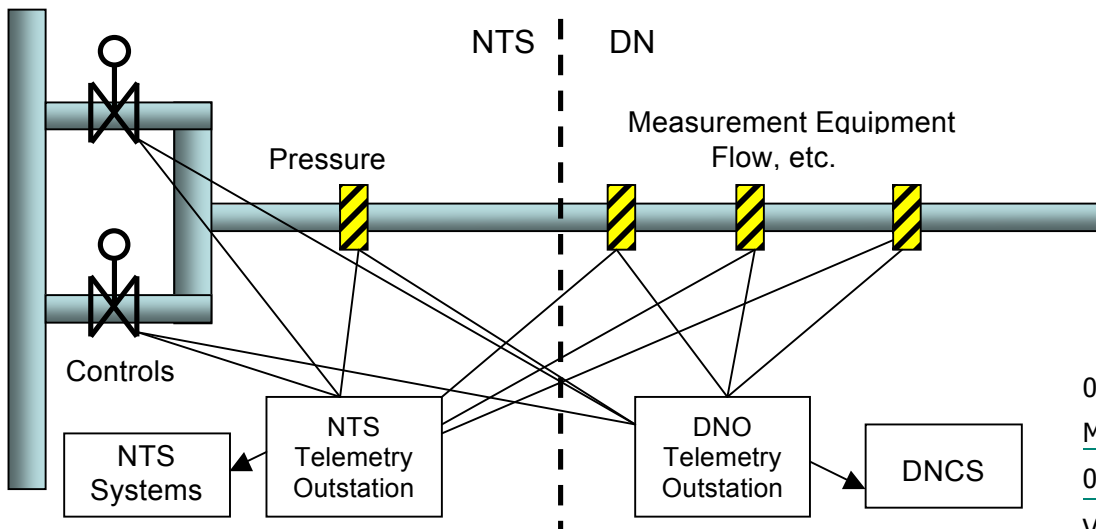 NTS
DN
Measurement Equipment
Flow, etc.
Pressure
Controls
NTS
Systems
NTS
Telemetry
Outstation
DNO
Telemetry
Outstation
DNCS